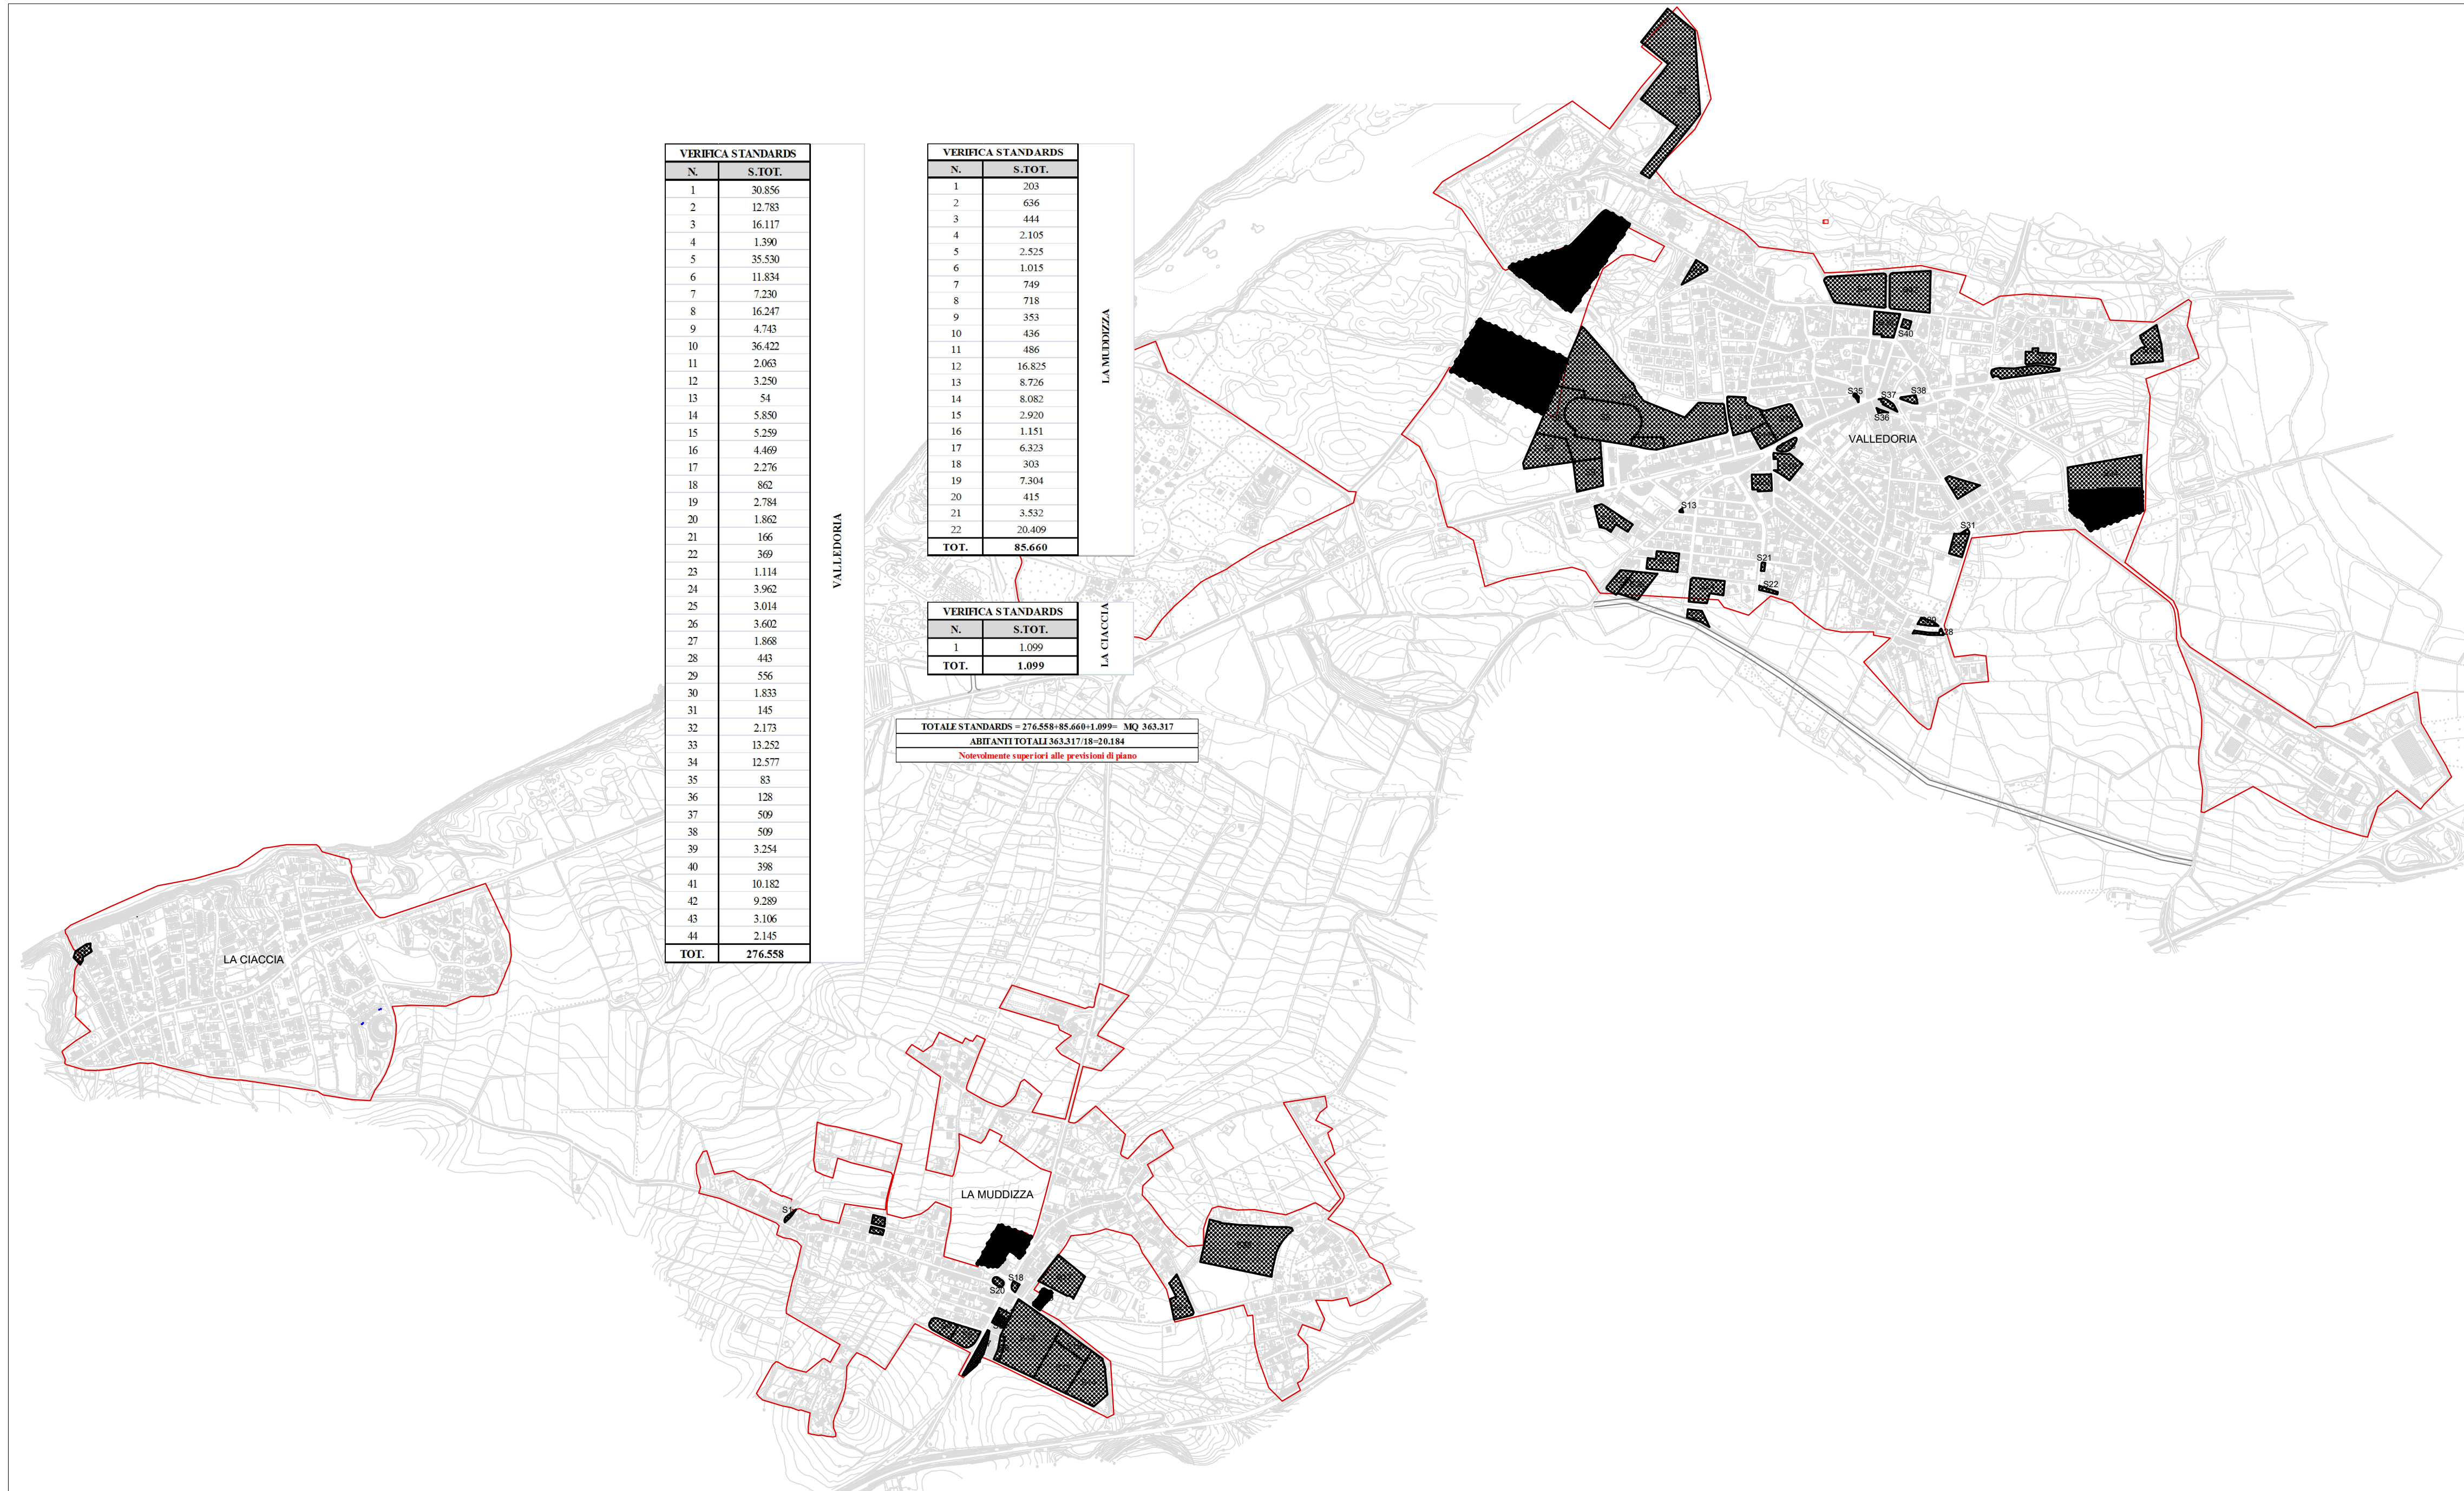 VERIFICA STANDARDS
N. S.TOT.
1 30.856
2 12.783
3 16.117
4 1.390
5 35.530
6 11.834
7 7.230
8 16.247
9 4.743
10 36.422
11 2.063
12 3.250
13 54
14 5.850
15 5.259
16 4.469
17 2.276
18 862
19 2.784
20 1.862
21 166
22 369
23 1.114
24 3.962
25 3.014
26 3.602
27 1.868
28 443
29 556
30 1.833
31 145
32 2.173
33 13.252
34 12.577
35 83
36 128
37 509
38 509
39 3.254
40 398
41 10.182
42 9.289
43 3.106
44 2.145
TOT. 276.558
VALLEDORIA
VERIFICA STANDARDS
N. S.TOT.
1 203
2 636
3 444
4 2.105
5 2.525
6 1.015
7 749
8 718
9 353
10 436
11 486
12 16.825
13 8.726
14 8.082
15 2.920
16 1.151
17 6.323
18 303
19 7.304
20 415
21 3.532
22 20.409
TOT. 85.660
LA MUDDIZZA
VERIFICA STANDARDS
N. S.TOT.
1 1.099
TOT. 1.099
LA CIACCIA
TOTALE STANDARDS = 276.558+85.660+1.099= MQ 363.317
ABITANTI TOTALI 363.317/18=20.184
Notevolmente superiori alle previsioni di piano
S40
S35
S37
S38
S36
VALLEDORIA
S13
S31
S21
S22
LA CIACCIA
LA MUDDIZZA
S1
S18
S20